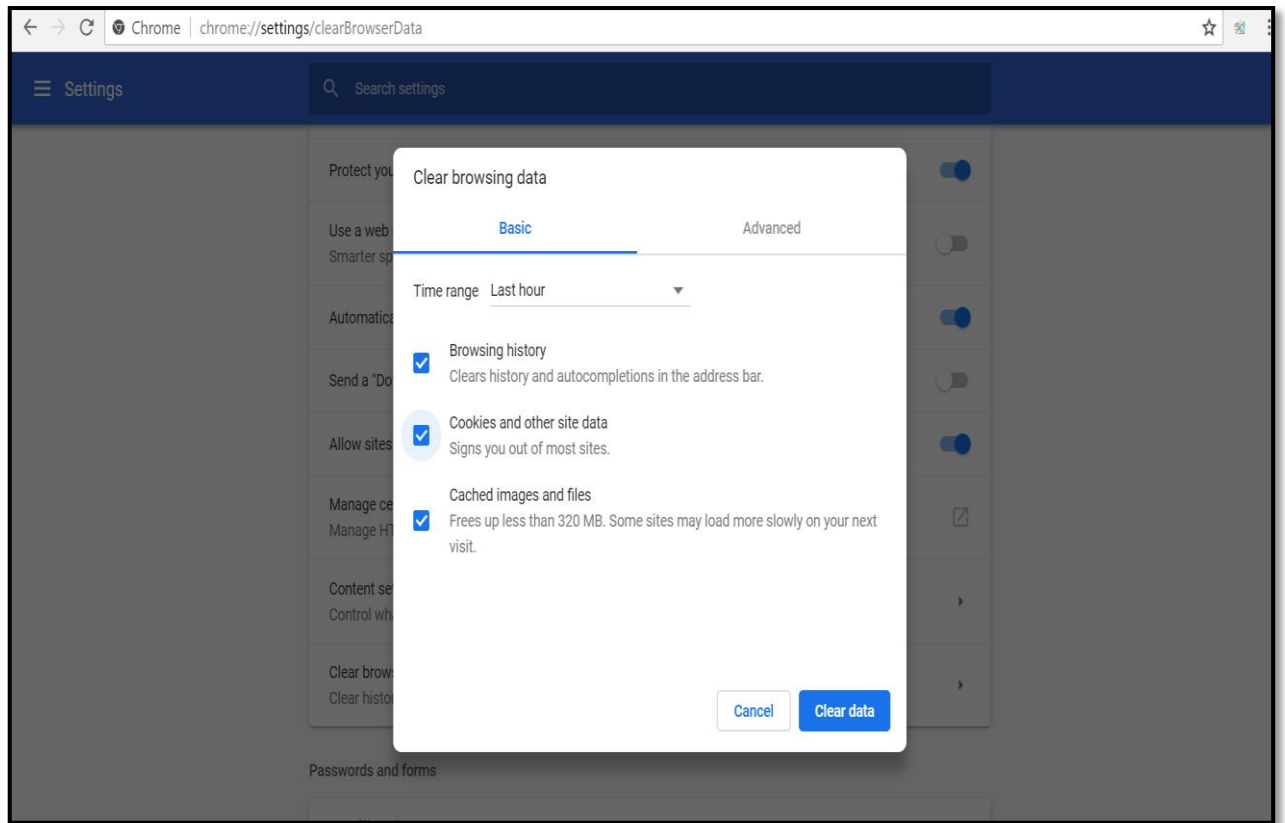 Chrome chrome://settings/clearBrowserData
Settings
Search settings
Protect you
Clear browsing data
Basic
Advanced
Use a web
Smarter sp
Time range Last hour
Automatica
Browsing history
Clears history and autocompletions in the address bar.
Send a "Do
Cookies and other site data
Signs you out of most sites.
Allow sites
Cached images and files
Frees up less than 320 MB. Some sites may load more slowly on your next
visit.
Manage ce
Manage HT
Content se
Control wh
Clear brow
Clear histo
Cancel
Clear data
Passwords and forms